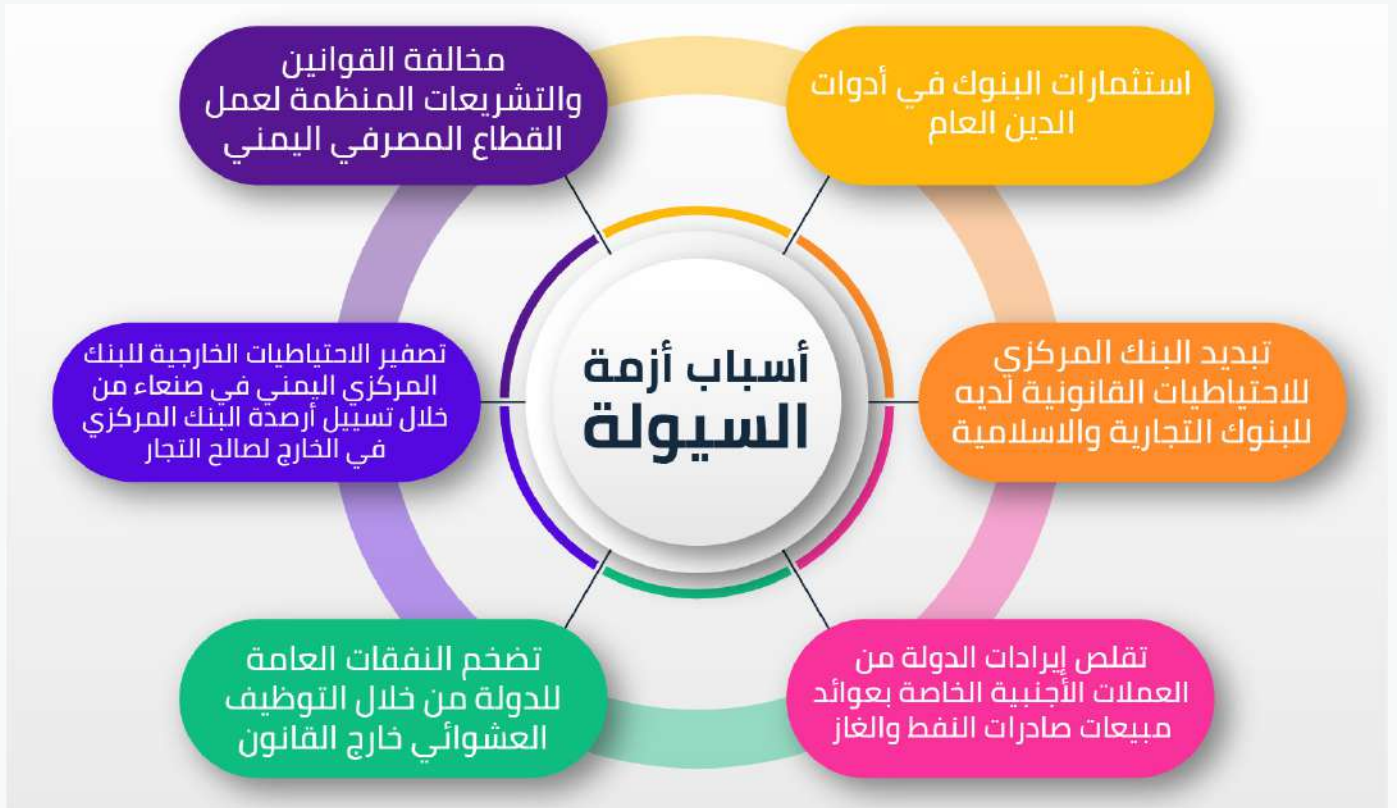 أسباب أزمة
السيولة
استثمارات البنوك في أدوات
الدين العام
تبديد البنك المركزي
للاحتياطيات القانونية لديه
للبنوك التجارية والاسلامية
تقلص إيرادات الدولة من
العملات الأجنبية الخاصة بعوائد
مبيعات صادرات النفط والغاز
تضخم النفقات العامة
للدولة من خلال التوظيف
العشوائي خارج القانون
تصفير الاحتياطيات الخارجية للبنك
المركزي اليمني في صنعاء من
خلال تسييل أرصدة البنك المركزي
في الخارج لصالح التجار
مخالفة القوانين
والتشريعات المنظمة لعمل
القطاع المصرفي اليمني